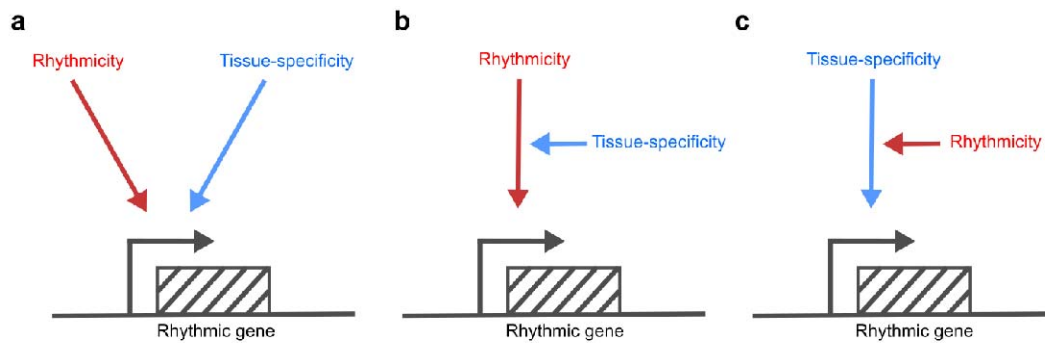 a
Rhythmicity
Tissue-specificity
Rhythmic gene
b
Rhythmicity
Tissue-specificity
Rhythmic gene
c
Tissue-specificity
Rhythmicity
Rhythmic gene